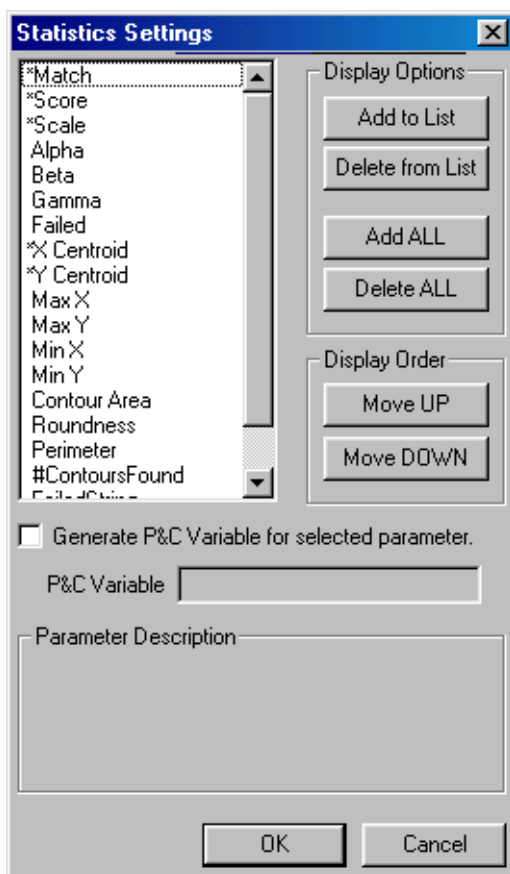 Statistics Settings
*Match
*Score
*Scale
Alpha
Beta
Gamma
Failed
*X Centroid
*Y Centroid
Max X
Max Y
Min X
Min Y
Contour Area
Roundness
Perimeter
#ContoursFound
FailedString
Display Options
Add to List
Delete from List
Add ALL
Delete ALL
Display Order
Move UP
Move DOWN
Generate P&C Variable for selected parameter.
P&C Variable
Parameter Description
OK
Cancel